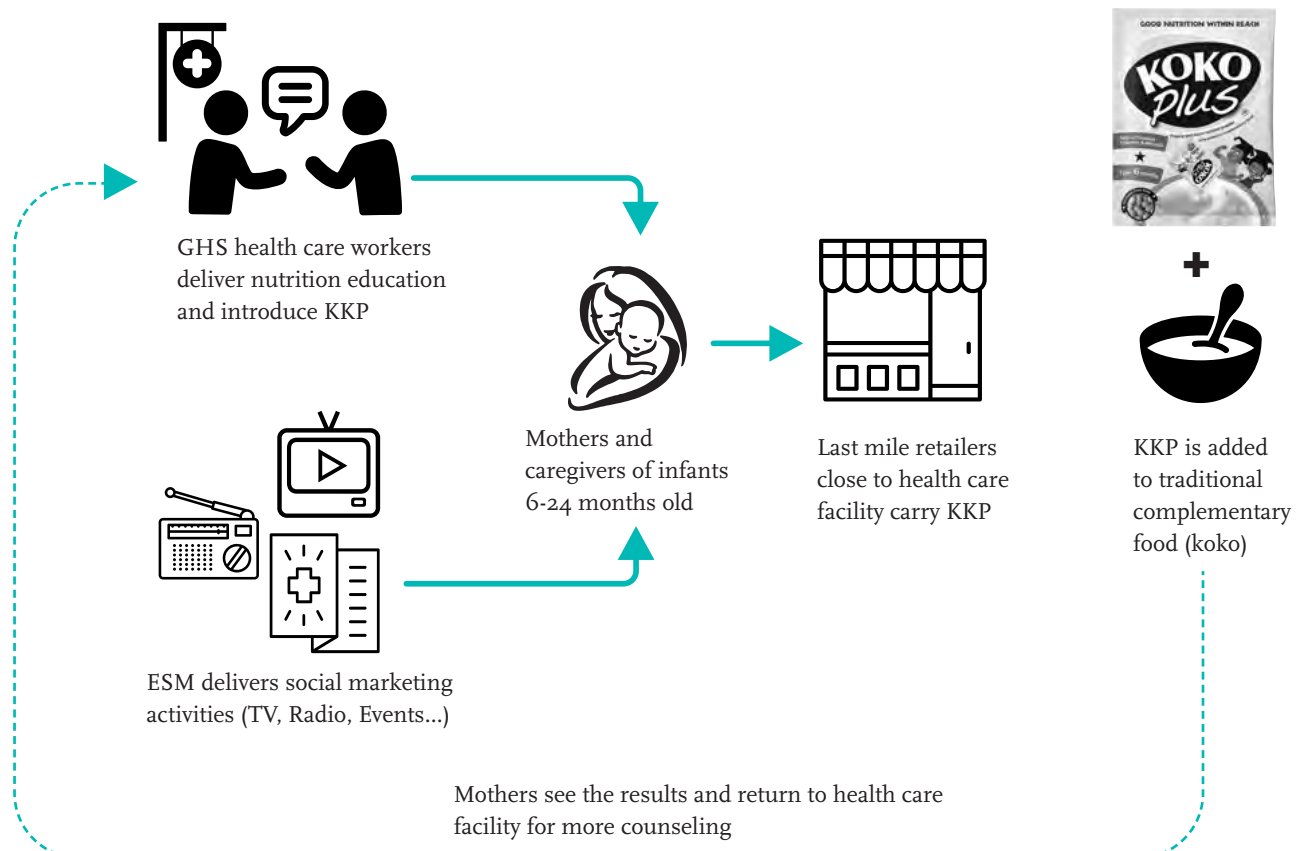 GHS health care workers
deliver nutrition education
and introduce KKP
ESM delivers social marketing
activities (TV, Radio, Events...)
Mothers and
caregivers of infants
6-24 months old
Last mile retailers
close to health care
facility carry KKP
GOOD NUTRITION WITHIN REACH
KOKO
plus
KKP is added
to traditional
complementary
food (koko)
Mothers see the results and return to health care
facility for more counseling